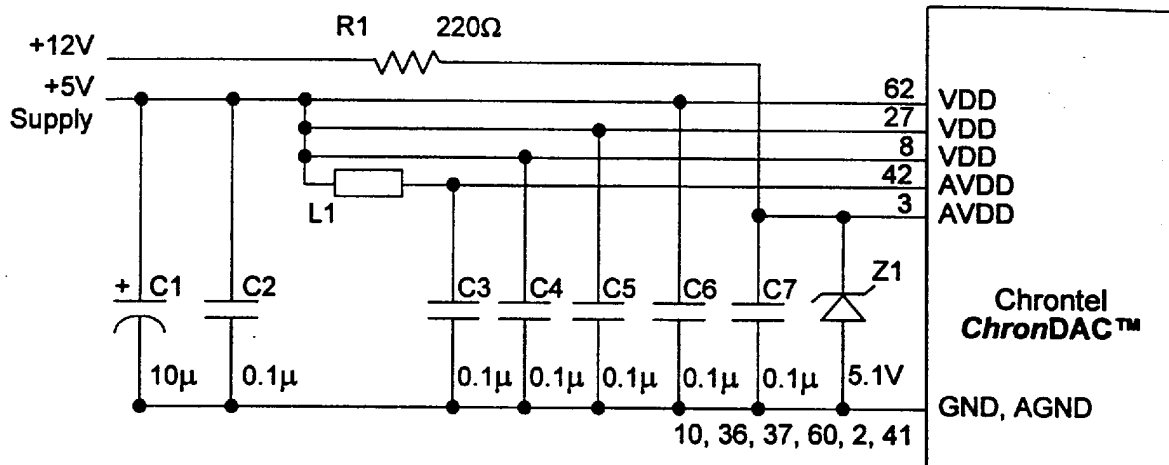 R1 220Ω
+12V
+5V
Supply
62 VDD
27 VDD
8 VDD
42 AVDD
3 AVDD
L1
+ C1 C2 C3 C4 C5 C6 C7 Z1
Chrontel
ChronDAC™
10μ 0.1μ 0.1μ 0.1μ 0.1μ 0.1μ 0.1μ 5.1V
GND, AGND
10, 36, 37, 60, 2, 41